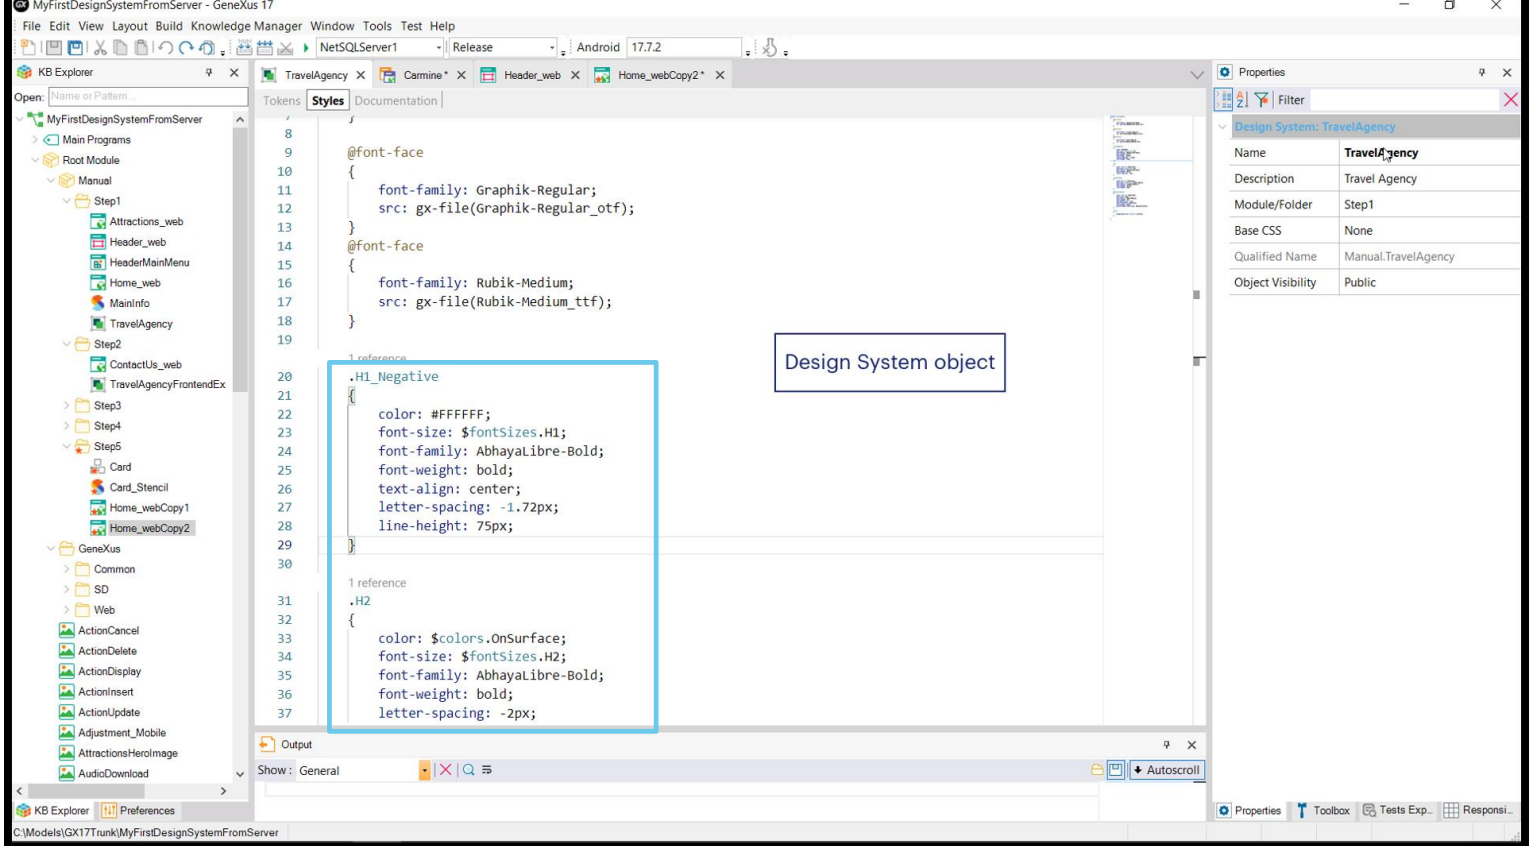 MyFirstDesignSystemFromServer - GeneXus 17
File Edit View Layout Build Knowledge Manager Window Tools Test Help
NetSQLServer1 Release Android 17.7.2
KB Explorer
Open: Name or Pattern...
MyFirstDesignSystemFromServer
Main Programs
Root Module
Manual
Step1
Attractions_web
Header_web
HeaderMainMenu
Home_web
MainInfo
TravelAgency
Step2
ContactUs_web
TravelAgencyFrontendEx
Step3
Step4
Step5
Card
Card_Stencil
Home_webCopy1
Home_webCopy2
GeneXus
Common
SD
Web
ActionCancel
ActionDelete
ActionDisplay
ActionInsert
ActionUpdate
Adjustment_Mobile
AttractionsHeroImage
AudioDownload
KB Explorer Preferences
C:\Models\GX17Trunk\MyFirstDesignSystemFromServer
TravelAgency Carmine* Header_web Home_webCopy2*
Tokens Styles Documentation
7 }
8
9 @font-face
10 {
11 font-family: Graphik-Regular;
12 src: gx-file(Graphik-Regular_otf);
13 }
14 @font-face
15 {
16 font-family: Rubik-Medium;
17 src: gx-file(Rubik-Medium_ttf);
18 }
19
1 reference
20 .H1_Negative
21 {
22 color: #FFFFFF;
23 font-size: $fontSizes.H1;
24 font-family: AbhayaLibre-Bold;
25 font-weight: bold;
26 text-align: center;
27 letter-spacing: -1.72px;
28 line-height: 75px;
29 }
30
1 reference
31 .H2
32 {
33 color: $colors.OnSurface;
34 font-size: $fontSizes.H2;
35 font-family: AbhayaLibre-Bold;
36 font-weight: bold;
37 letter-spacing: -2px;
Design System object
Output
Show: General Autoscroll
Properties
Filter
Design System: TravelAgency
Name TravelAgency
Description Travel Agency
Module/Folder Step1
Base CSS None
Qualified Name Manual.TravelAgency
Object Visibility Public
Properties Toolbox Tests Exp... Responsi...